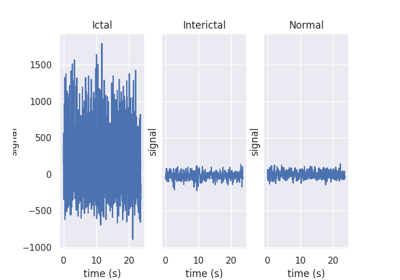 Ictal
Interictal
Normal
signal
signal
signal
1500
1000
500
0
−500
−1000
0 10 20
0 10 20
0 10 20
time (s)
time (s)
time (s)